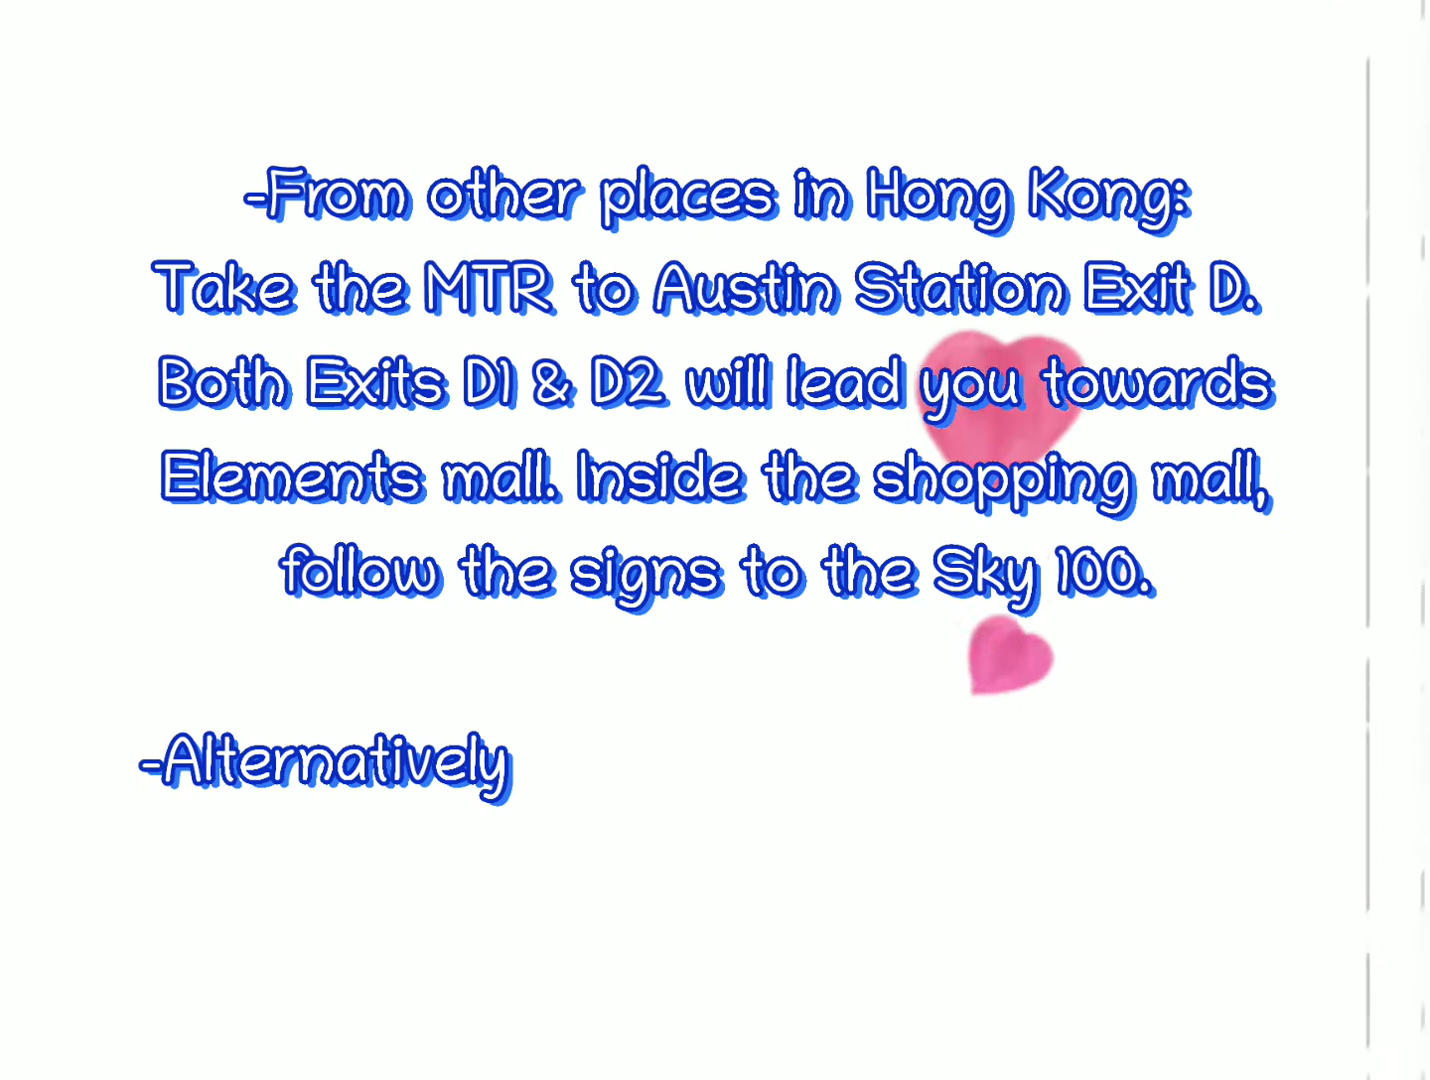 -From other places in Hong Kong:
Take the MTR to Austin Station Exit D.
Both Exits D1 & D2 will lead you towards
Elements mall. Inside the shopping mall,
follow the signs to the Sky 100.
-Alternatively